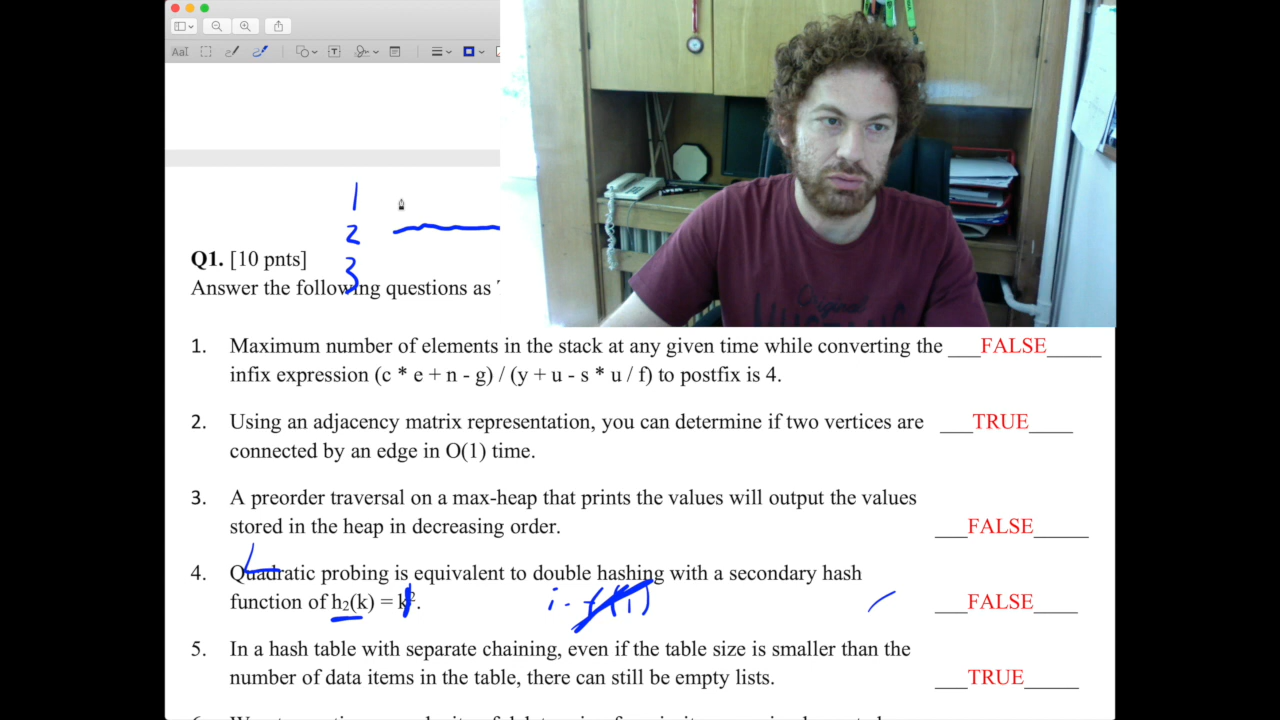 AaI
T
1
2
3
Q1. [10 pnts]
Answer the following questions as
Original
1. Maximum number of elements in the stack at any given time while converting the ___FALSE_____
infix expression (c * e + n - g) / (y + u - s * u / f) to postfix is 4.
2. Using an adjacency matrix representation, you can determine if two vertices are ___TRUE____
connected by an edge in O(1) time.
3. A preorder traversal on a max-heap that prints the values will output the values
stored in the heap in decreasing order. ___FALSE_____
L
4. Quadratic probing is equivalent to double hashing with a secondary hash
function of h₂(k) = k². i - f(i) ___FALSE____
5. In a hash table with separate chaining, even if the table size is smaller than the
number of data items in the table, there can still be empty lists. ___TRUE_____